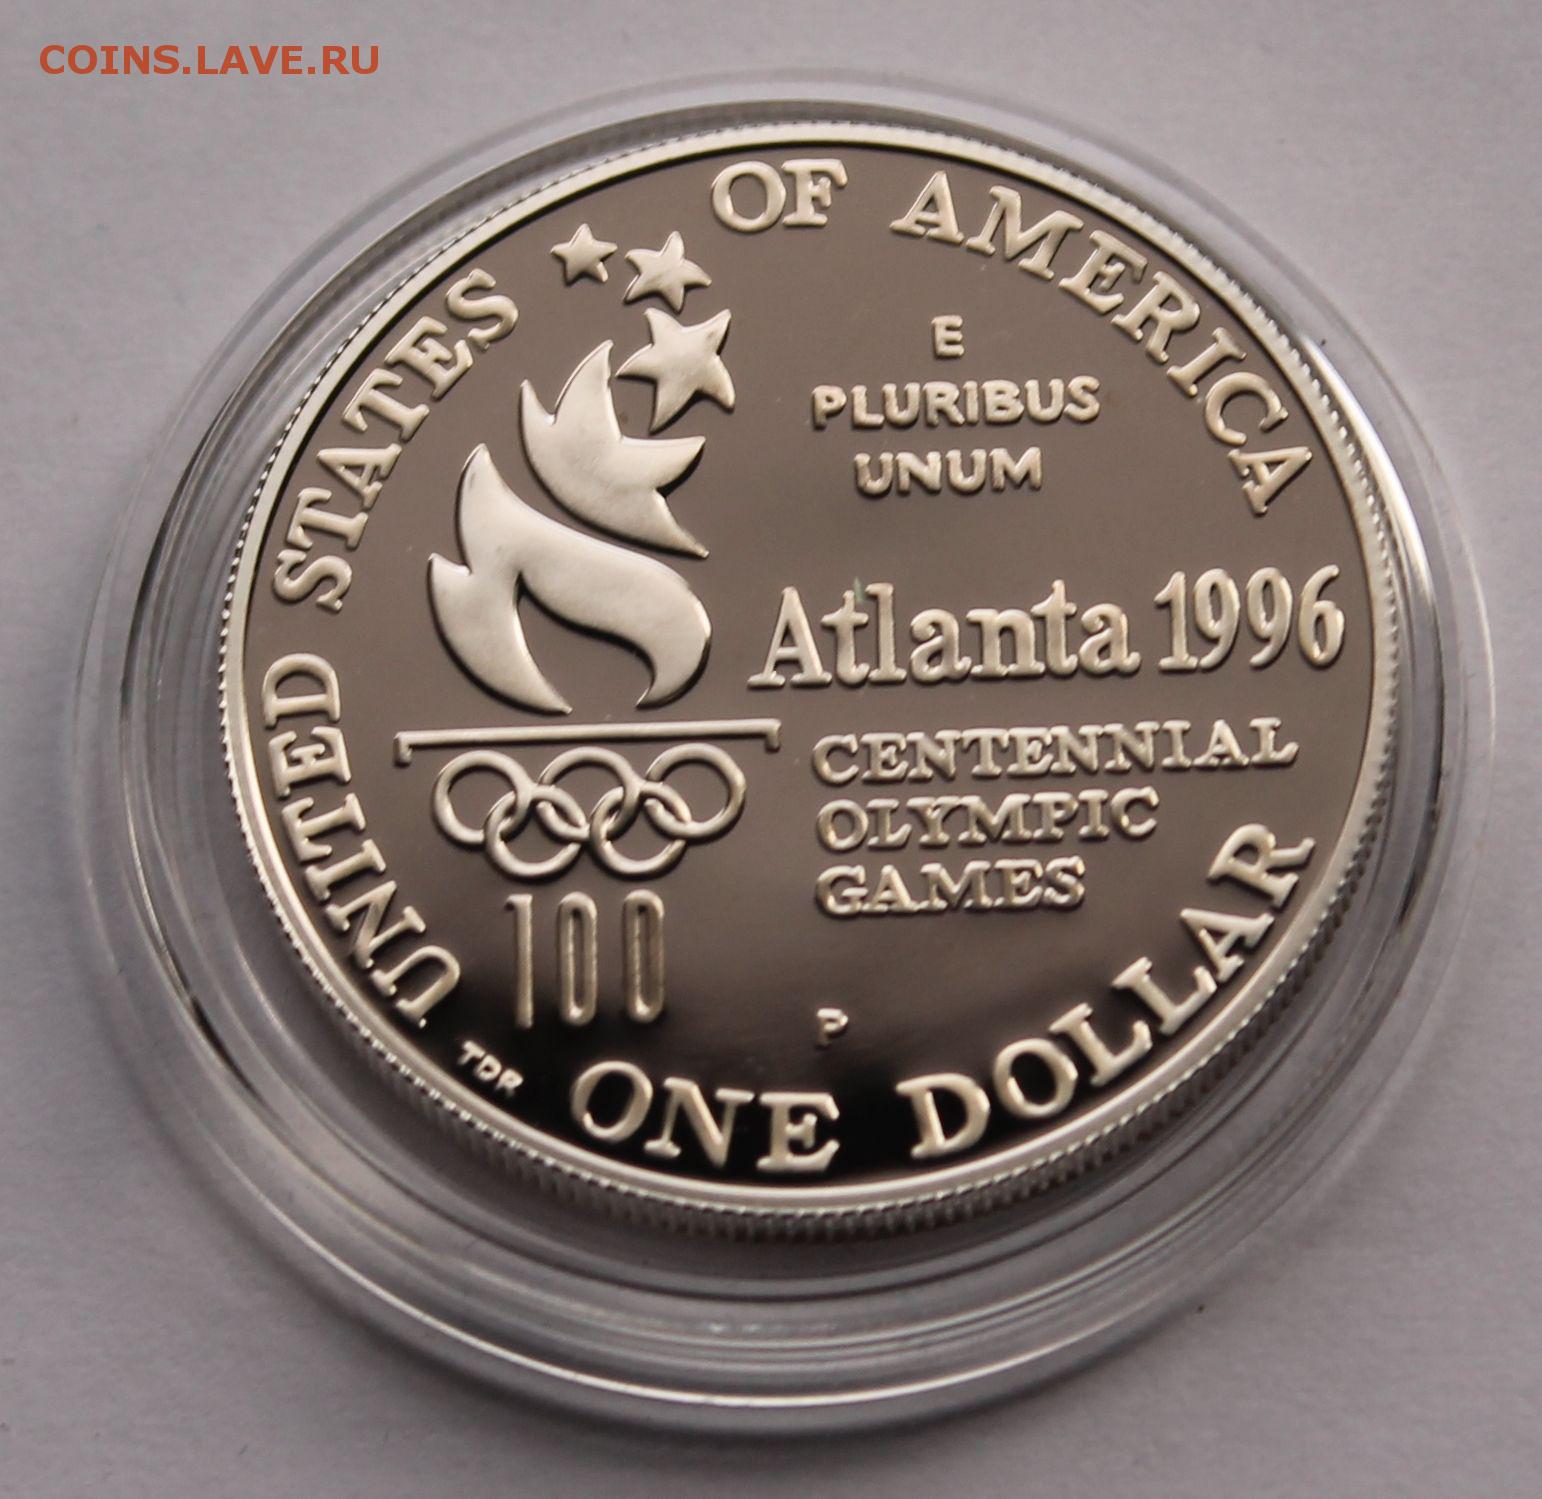 COINS.LAVE.RU
UNITED STATES OF AMERICA
E
PLURIBUS
UNUM
Atlanta 1996
CENTENNIAL
OLYMPIC
GAMES
100
P
TDR
ONE DOLLAR